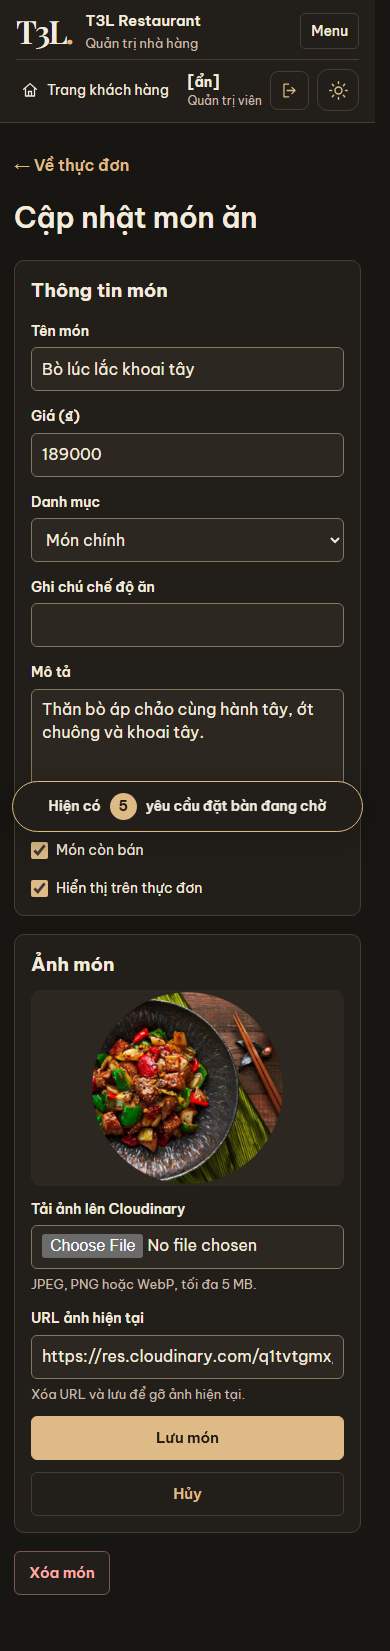 T3L.
T3L Restaurant
Quản trị nhà hàng
Menu
Trang khách hàng
[ẩn]
Quản trị viên
← Về thực đơn
Cập nhật món ăn
Thông tin món
Tên món
Bò lúc lắc khoai tây
Giá (₫)
189000
Danh mục
Món chính
Ghi chú chế độ ăn
Mô tả
Thăn bò áp chảo cùng hành tây, ớt
chuông và khoai tây.
Hiện có 5 yêu cầu đặt bàn đang chờ
Món còn bán
Hiển thị trên thực đơn
Ảnh món
Tải ảnh lên Cloudinary
Choose File No file chosen
JPEG, PNG hoặc WebP, tối đa 5 MB.
URL ảnh hiện tại
https://res.cloudinary.com/q1tvtgmx
Xóa URL và lưu để gỡ ảnh hiện tại.
Lưu món
Hủy
Xóa món